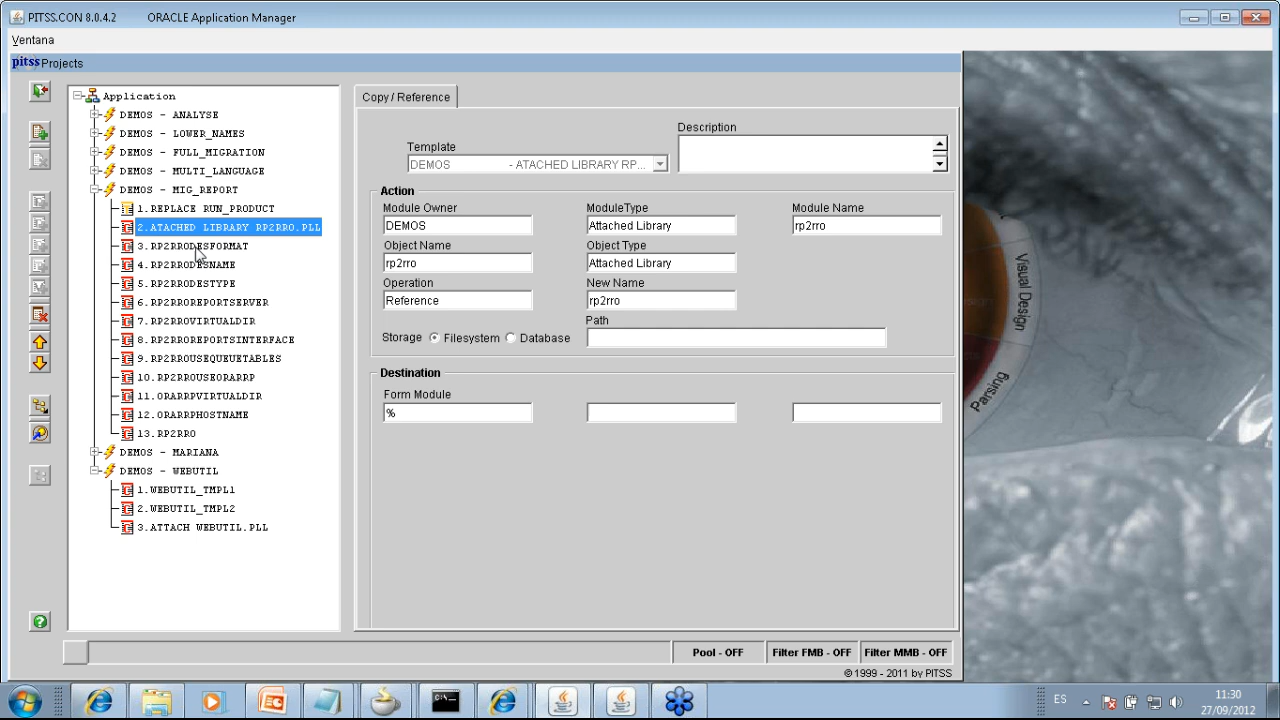 PITSS.CON 8.0.4.2 ORACLE Application Manager
Ventana
pitss Projects
Application
DEMOS - ANALYSE
DEMOS - LOWER_NAMES
DEMOS - FULL_MIGRATION
DEMOS - MULTI_LANGUAGE
DEMOS - MIG_REPORT
1.REPLACE RUN_PRODUCT
2.ATACHED LIBRARY RP2RRO.PLL
3.RP2RRODESFORMAT
4.RP2RRODESNAME
5.RP2RRODESTYPE
6.RP2RROREPORTSERVER
7.RP2RROVIRTUALDIR
8.RP2RROREPORTSINTERFACE
9.RP2RROUSEQUEUETABLES
10.RP2RROUSEORARRP
11.ORARRPVIRTUALDIR
12.ORARRPHOSTNAME
13.RP2RRO
DEMOS - MARIANA
DEMOS - WEBUTIL
1.WEBUTIL_TMPL1
2.WEBUTIL_TMPL2
3.ATTACH WEBUTIL.PLL
Copy / Reference
Template
DEMOS - ATACHED LIBRARY RP...
Description
Action
Module Owner ModuleType Module Name
DEMOS Attached Library rp2rro
Object Name Object Type
rp2rro Attached Library
Operation New Name
Reference rp2rro
Path
Storage Filesystem Database
Destination
Form Module
%
Visual Design
Parsing
Pool - OFF Filter FMB - OFF Filter MMB - OFF
© 1999 - 2011 by PITSS
ES
11:30
27/09/2012